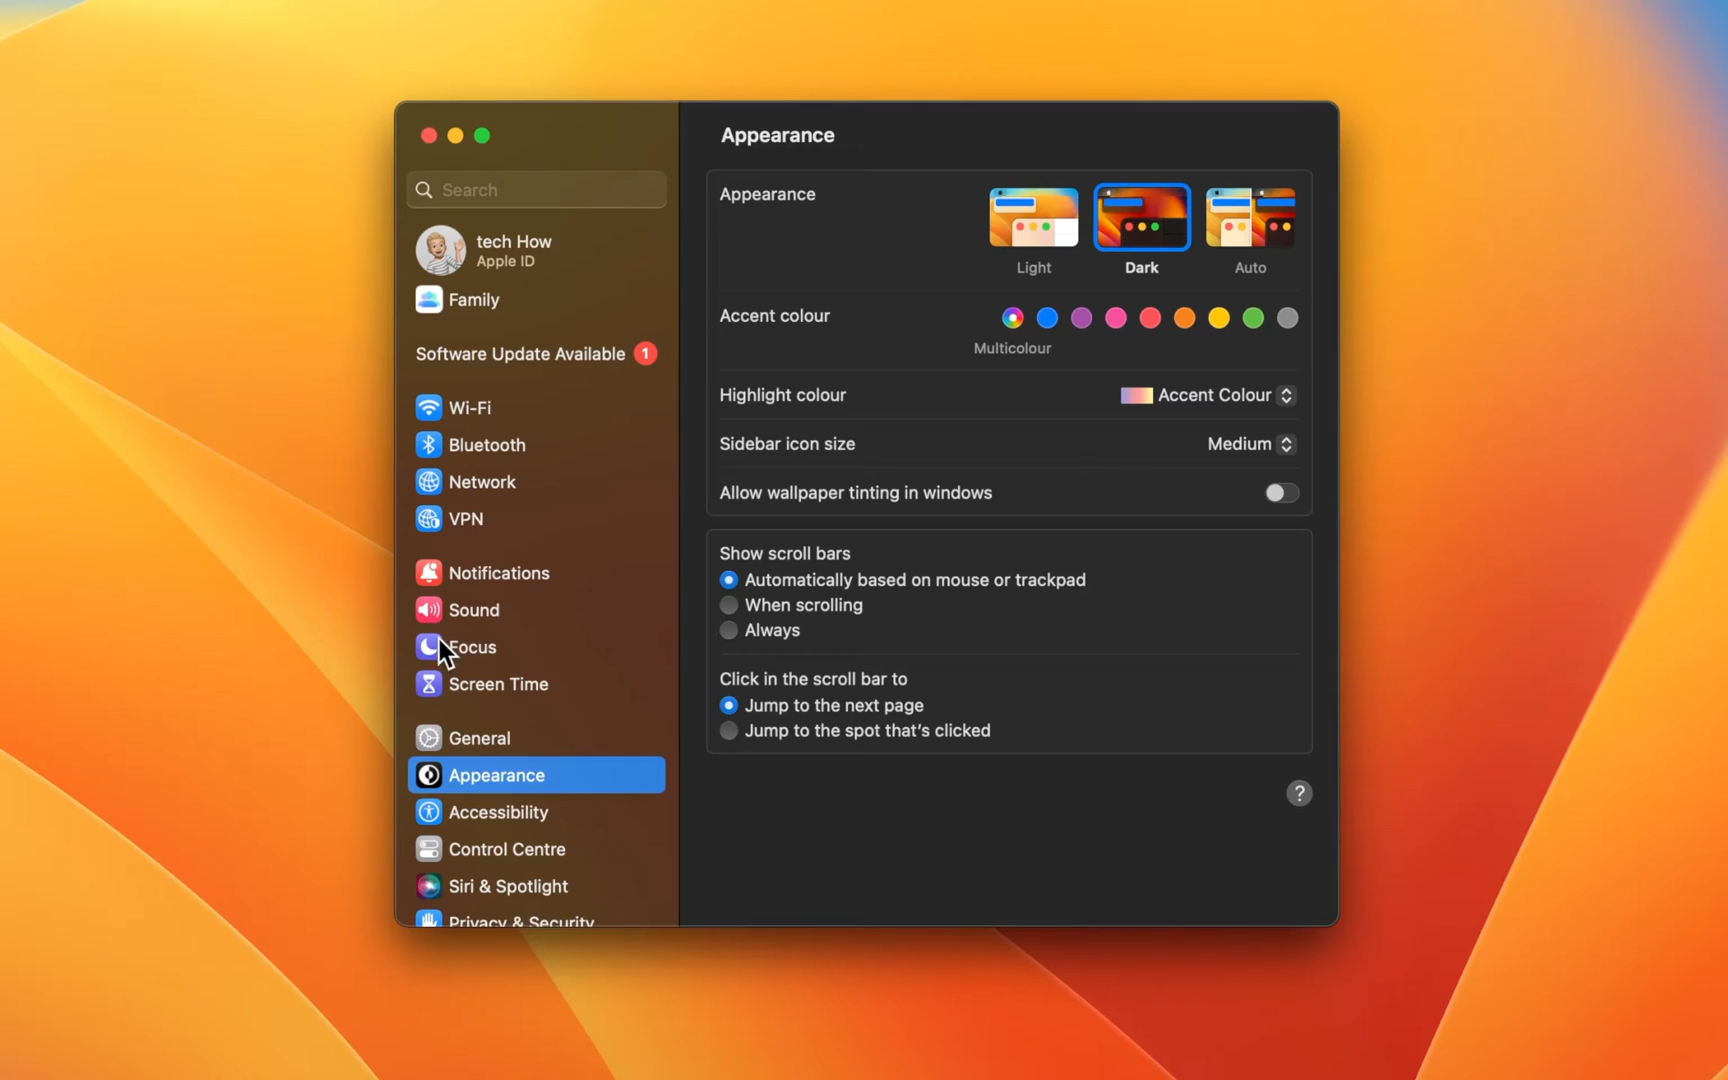 Search
tech How
Apple ID
Family
Software Update Available 1
Wi-Fi
Bluetooth
Network
VPN
Notifications
Sound
Focus
Screen Time
General
Appearance
Accessibility
Control Centre
Siri & Spotlight
Privacy & Security
Appearance
Appearance
Light
Dark
Auto
Accent colour
Multicolour
Highlight colour
Accent Colour
Sidebar icon size
Medium
Allow wallpaper tinting in windows
Show scroll bars
Automatically based on mouse or trackpad
When scrolling
Always
Click in the scroll bar to
Jump to the next page
Jump to the spot that's clicked
?